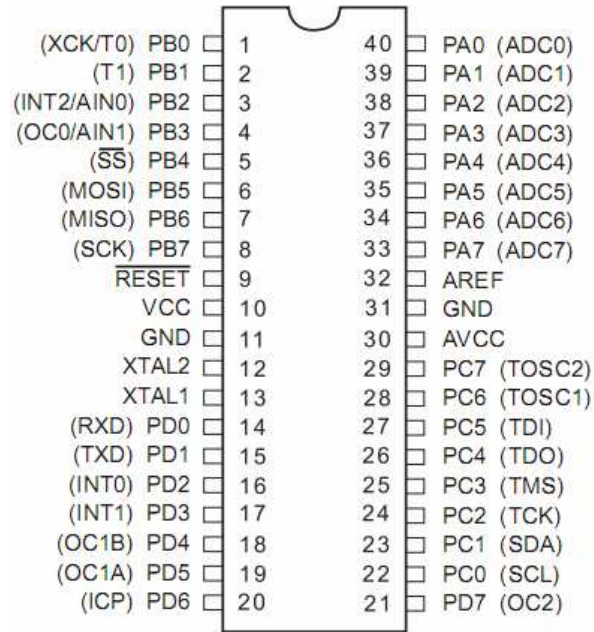 (XCK/T0) PB0 1 40 PA0 (ADC0)
(T1) PB1 2 39 PA1 (ADC1)
(INT2/AIN0) PB2 3 38 PA2 (ADC2)
(OC0/AIN1) PB3 4 37 PA3 (ADC3)
(SS) PB4 5 36 PA4 (ADC4)
(MOSI) PB5 6 35 PA5 (ADC5)
(MISO) PB6 7 34 PA6 (ADC6)
(SCK) PB7 8 33 PA7 (ADC7)
RESET 9 32 AREF
VCC 10 31 GND
GND 11 30 AVCC
XTAL2 12 29 PC7 (TOSC2)
XTAL1 13 28 PC6 (TOSC1)
(RXD) PD0 14 27 PC5 (TDI)
(TXD) PD1 15 26 PC4 (TDO)
(INT0) PD2 16 25 PC3 (TMS)
(INT1) PD3 17 24 PC2 (TCK)
(OC1B) PD4 18 23 PC1 (SDA)
(OC1A) PD5 19 22 PC0 (SCL)
(ICP) PD6 20 21 PD7 (OC2)